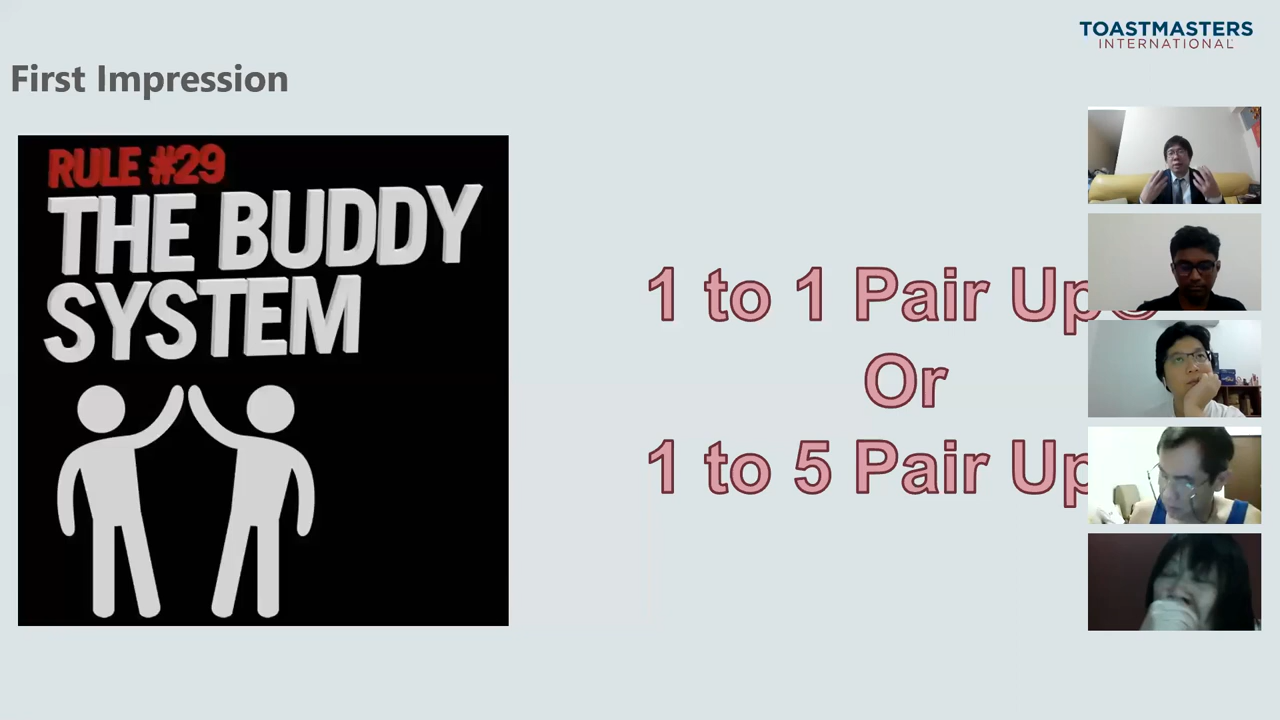 TOASTMASTERS
INTERNATIONAL
First Impression
RULE #29
THE BUDDY
SYSTEM
1 to 1 Pair Up
Or
1 to 5 Pair Up